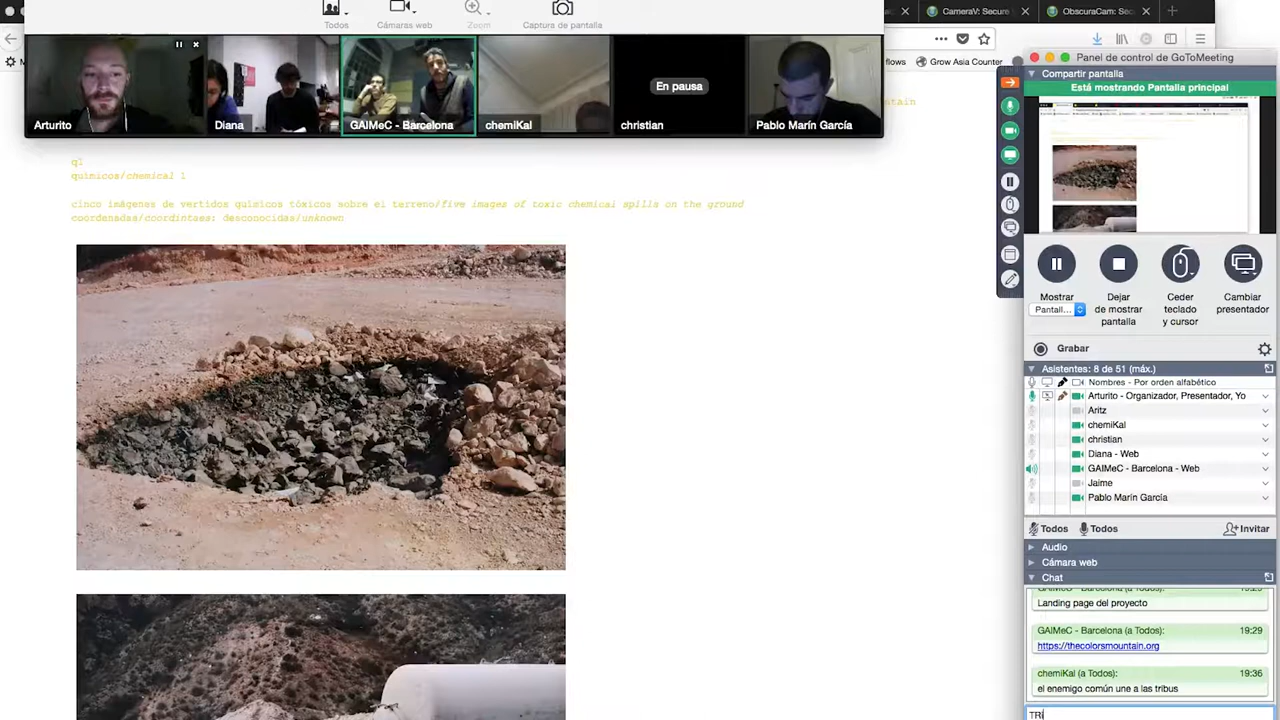 Todos
Cámaras web
Zoom
Captura de pantalla
CameraV: Secure
ObscuraCam: Sec
flows
Grow Asia Counter
Arturito
Diana
GAIMeC - Barcelona
chemiKal
En pausa
christian
Pablo Marín García
q1
químicos/chemical 1
cinco imágenes de vertidos químicos tóxicos sobre el terreno/five images of toxic chemical spills on the ground
coordenadas/coordintaes: desconocidas/unknown
Panel de control de GoToMeeting
Compartir pantalla
Está mostrando Pantalla principal
Mostrar
Pantall...
Dejar
de mostrar
pantalla
Ceder
teclado
y cursor
Cambiar
presentador
Grabar
Asistentes: 8 de 51 (máx.)
Nombres - Por orden alfabético
Arturito - Organizador, Presentador, Yo
Aritz
chemiKal
christian
Diana - Web
GAIMeC - Barcelona - Web
Jaime
Pablo Marín García
Todos Todos Invitar
Audio
Cámara web
Chat
GAIMeC - Barcelona (a Todos):
Landing page del proyecto
GAIMeC - Barcelona (a Todos): 19:29
https://thecolorsmountain.org
chemiKal (a Todos): 19:36
el enemigo común une a las tribus
TRi